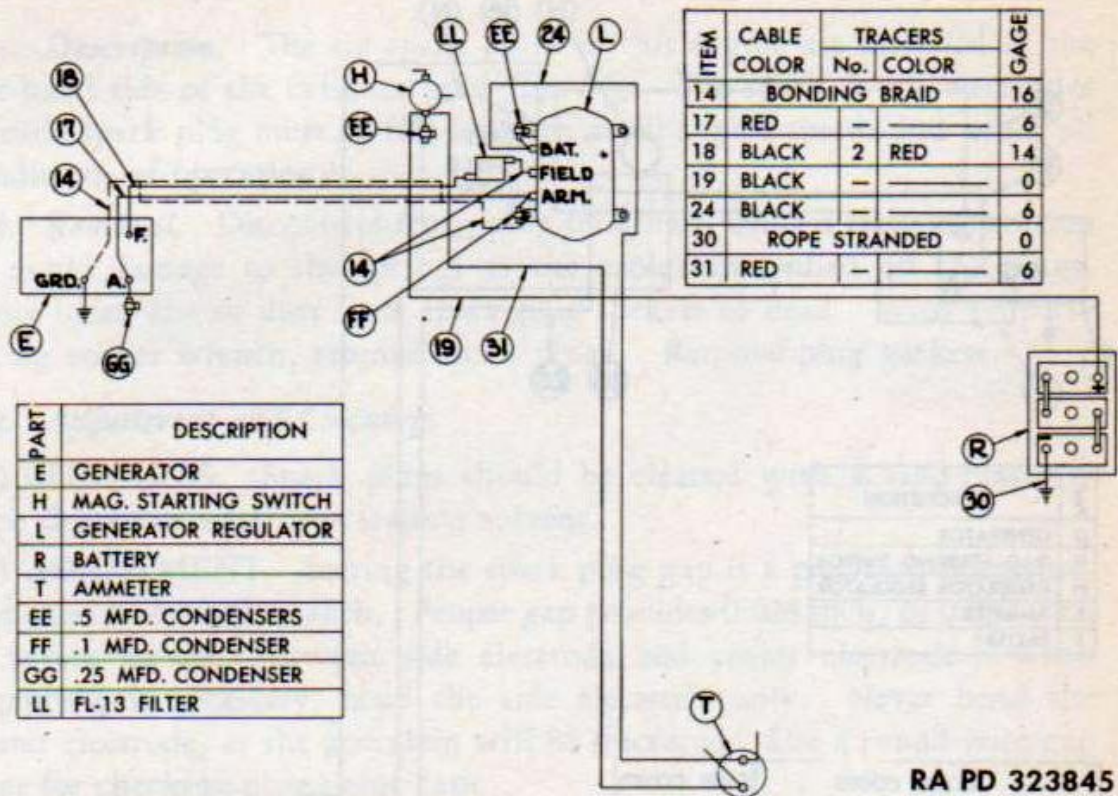 LL EE 24 L
H
EE
18
17
14
BAT.
FIELD
ARM.
F.
GRD. A.
E
GG
14
FF
19 31
ITEM CABLE COLOR TRACERS No. COLOR GAGE
14 BONDING BRAID 16
17 RED - — 6
18 BLACK 2 RED 14
19 BLACK - — 0
24 BLACK - — 6
30 ROPE STRANDED 0
31 RED - — 6
PART DESCRIPTION
E GENERATOR
H MAG. STARTING SWITCH
L GENERATOR REGULATOR
R BATTERY
T AMMETER
EE .5 MFD. CONDENSERS
FF .1 MFD. CONDENSER
GG .25 MFD. CONDENSER
LL FL-13 FILTER
+
-
R
30
T
RA PD 323845